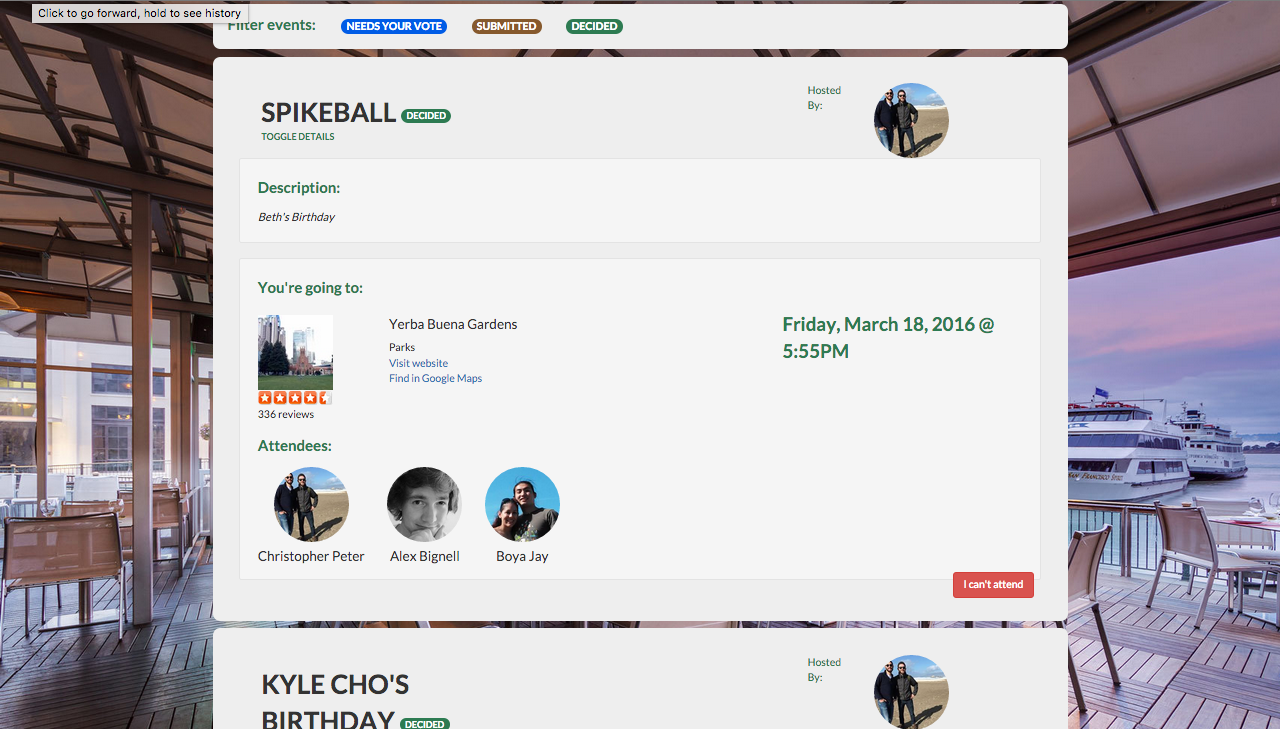 Click to go forward, hold to see history
Filter events:
NEEDS YOUR VOTE
SUBMITTED
DECIDED
SPIKEBALL DECIDED
TOGGLE DETAILS
Hosted
By:
Description:
Beth's Birthday
You're going to:
Yerba Buena Gardens
Parks
Visit website
Find in Google Maps
336 reviews
Friday, March 18, 2016 @
5:55PM
Attendees:
Christopher Peter
Alex Bignell
Boya Jay
I can't attend
KYLE CHO'S
BIRTHDAY DECIDED
Hosted
By:
SAN FRANCISCO SPIRIT